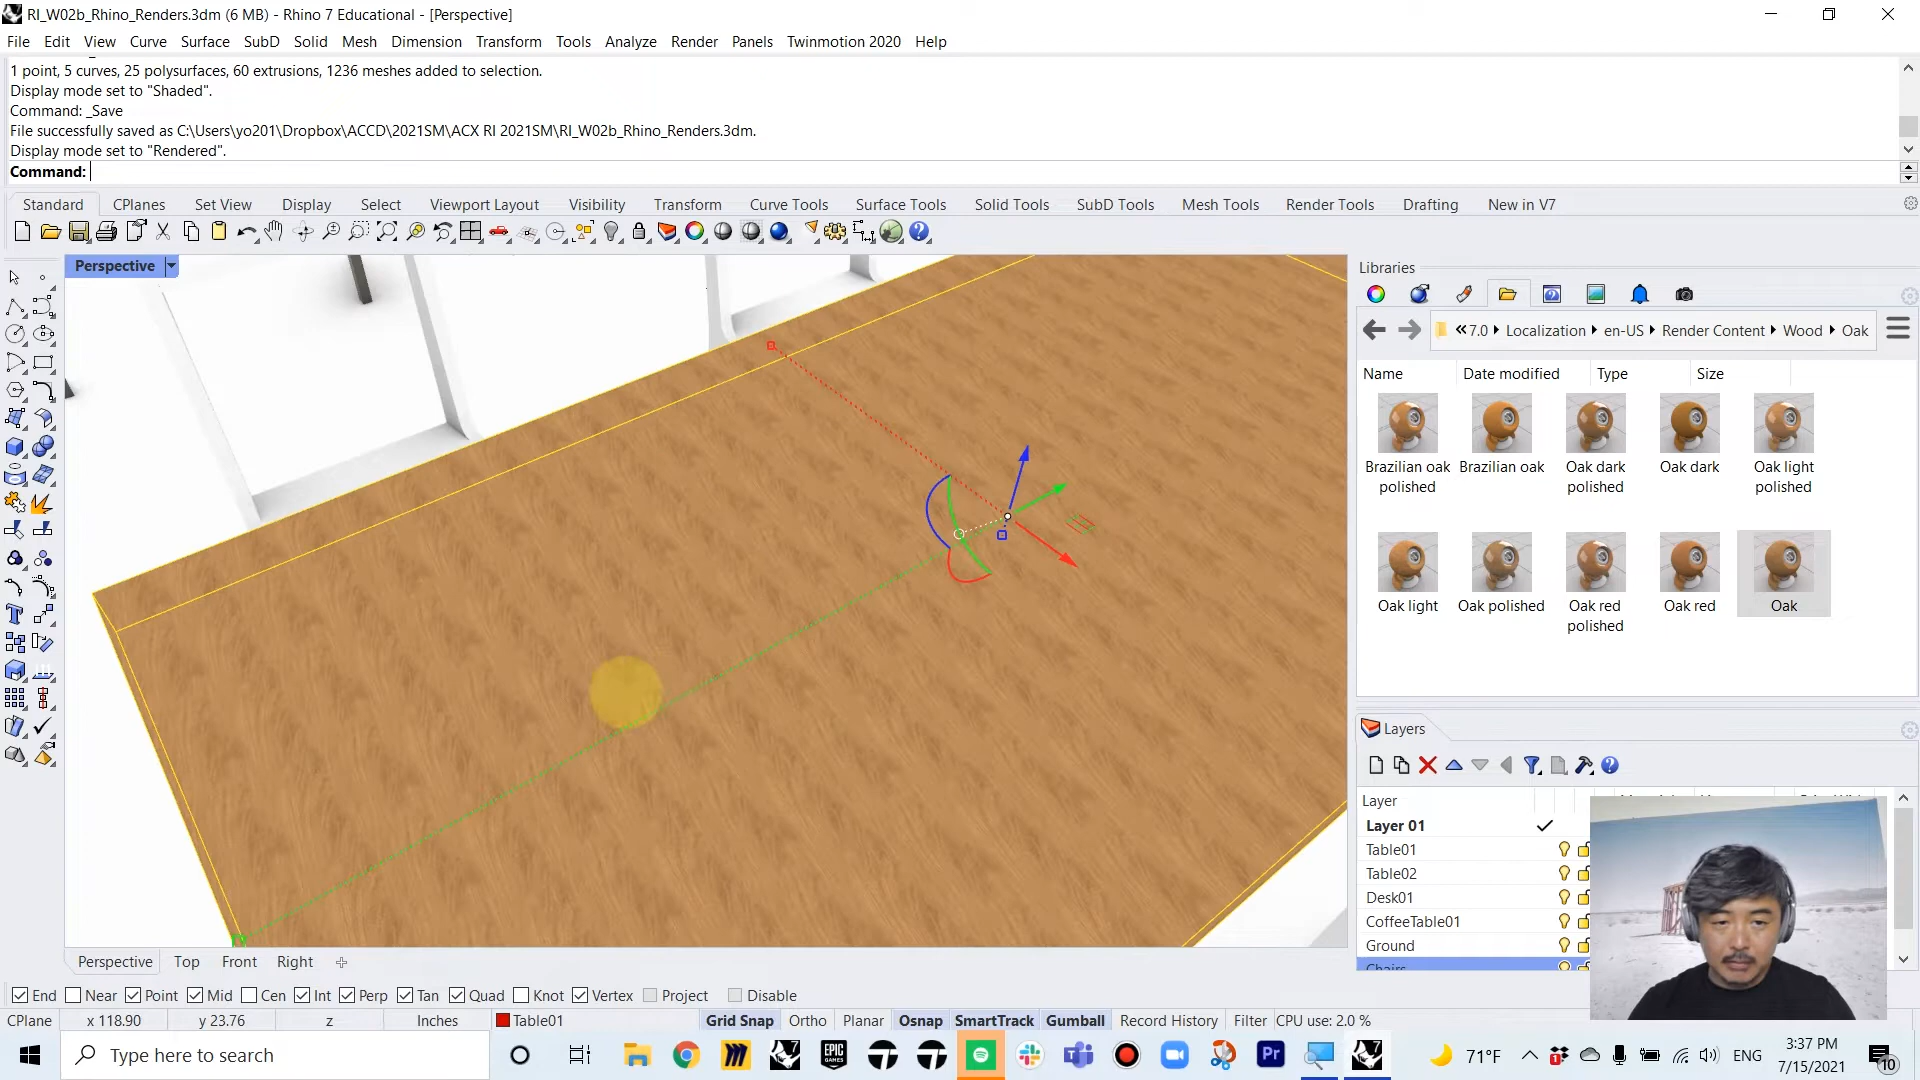 RI_W02b_Rhino_Renders.3dm (6 MB) - Rhino 7 Educational - [Perspective]
File Edit View Curve Surface SubD Solid Mesh Dimension Transform Tools Analyze Render Panels Twinmotion 2020 Help
1 point, 5 curves, 25 polysurfaces, 60 extrusions, 1236 meshes added to selection.
Display mode set to "Shaded".
Command: _Save
File successfully saved as C:\Users\yo201\Dropbox\ACCD\2021SM\ACX RI 2021SM\RI_W02b_Rhino_Renders.3dm.
Display mode set to "Rendered".
Command:
Standard CPlanes Set View Display Select Viewport Layout Visibility Transform Curve Tools Surface Tools Solid Tools SubD Tools Mesh Tools Render Tools Drafting New in V7
Perspective
Libraries
«7.0 Localization en-US Render Content Wood Oak
Name Date modified Type Size
Brazilian oak polished
Brazilian oak
Oak dark polished
Oak dark
Oak light polished
Oak light
Oak polished
Oak red polished
Oak red
Oak
Layers
Layer
Layer 01
Table01
Table02
Desk01
CoffeeTable01
Ground
Chairs
Perspective Top Front Right
End Near Point Mid Cen Int Perp Tan Quad Knot Vertex Project Disable
CPlane x 118.90 y 23.76 z Inches Table01 Grid Snap Ortho Planar Osnap SmartTrack Gumball Record History Filter CPU use: 2.0 %
Type here to search
EPIC GAMES
Pr
71°F
ENG
3:37 PM
7/15/2021
10